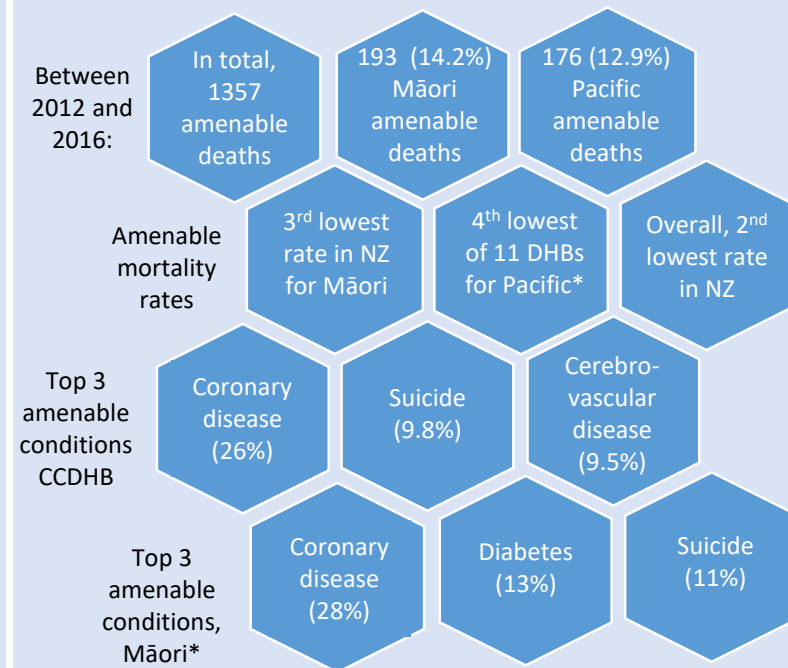 Between
2012 and
2016:
In total,
1357
amenable
deaths
193 (14.2%)
Māori
amenable
deaths
176 (12.9%)
Pacific
amenable
deaths
Amenable
mortality
rates
3rd lowest
rate in NZ
for Māori
4th lowest
of 11 DHBs
for Pacific*
Overall, 2nd
lowest rate
in NZ
Top 3
amenable
conditions
CCDHB
Coronary
disease
(26%)
Suicide
(9.8%)
Cerebro-
vascular
disease
(9.5%)
Top 3
amenable
conditions,
Māori*
Coronary
disease
(28%)
Diabetes
(13%)
Suicide
(11%)